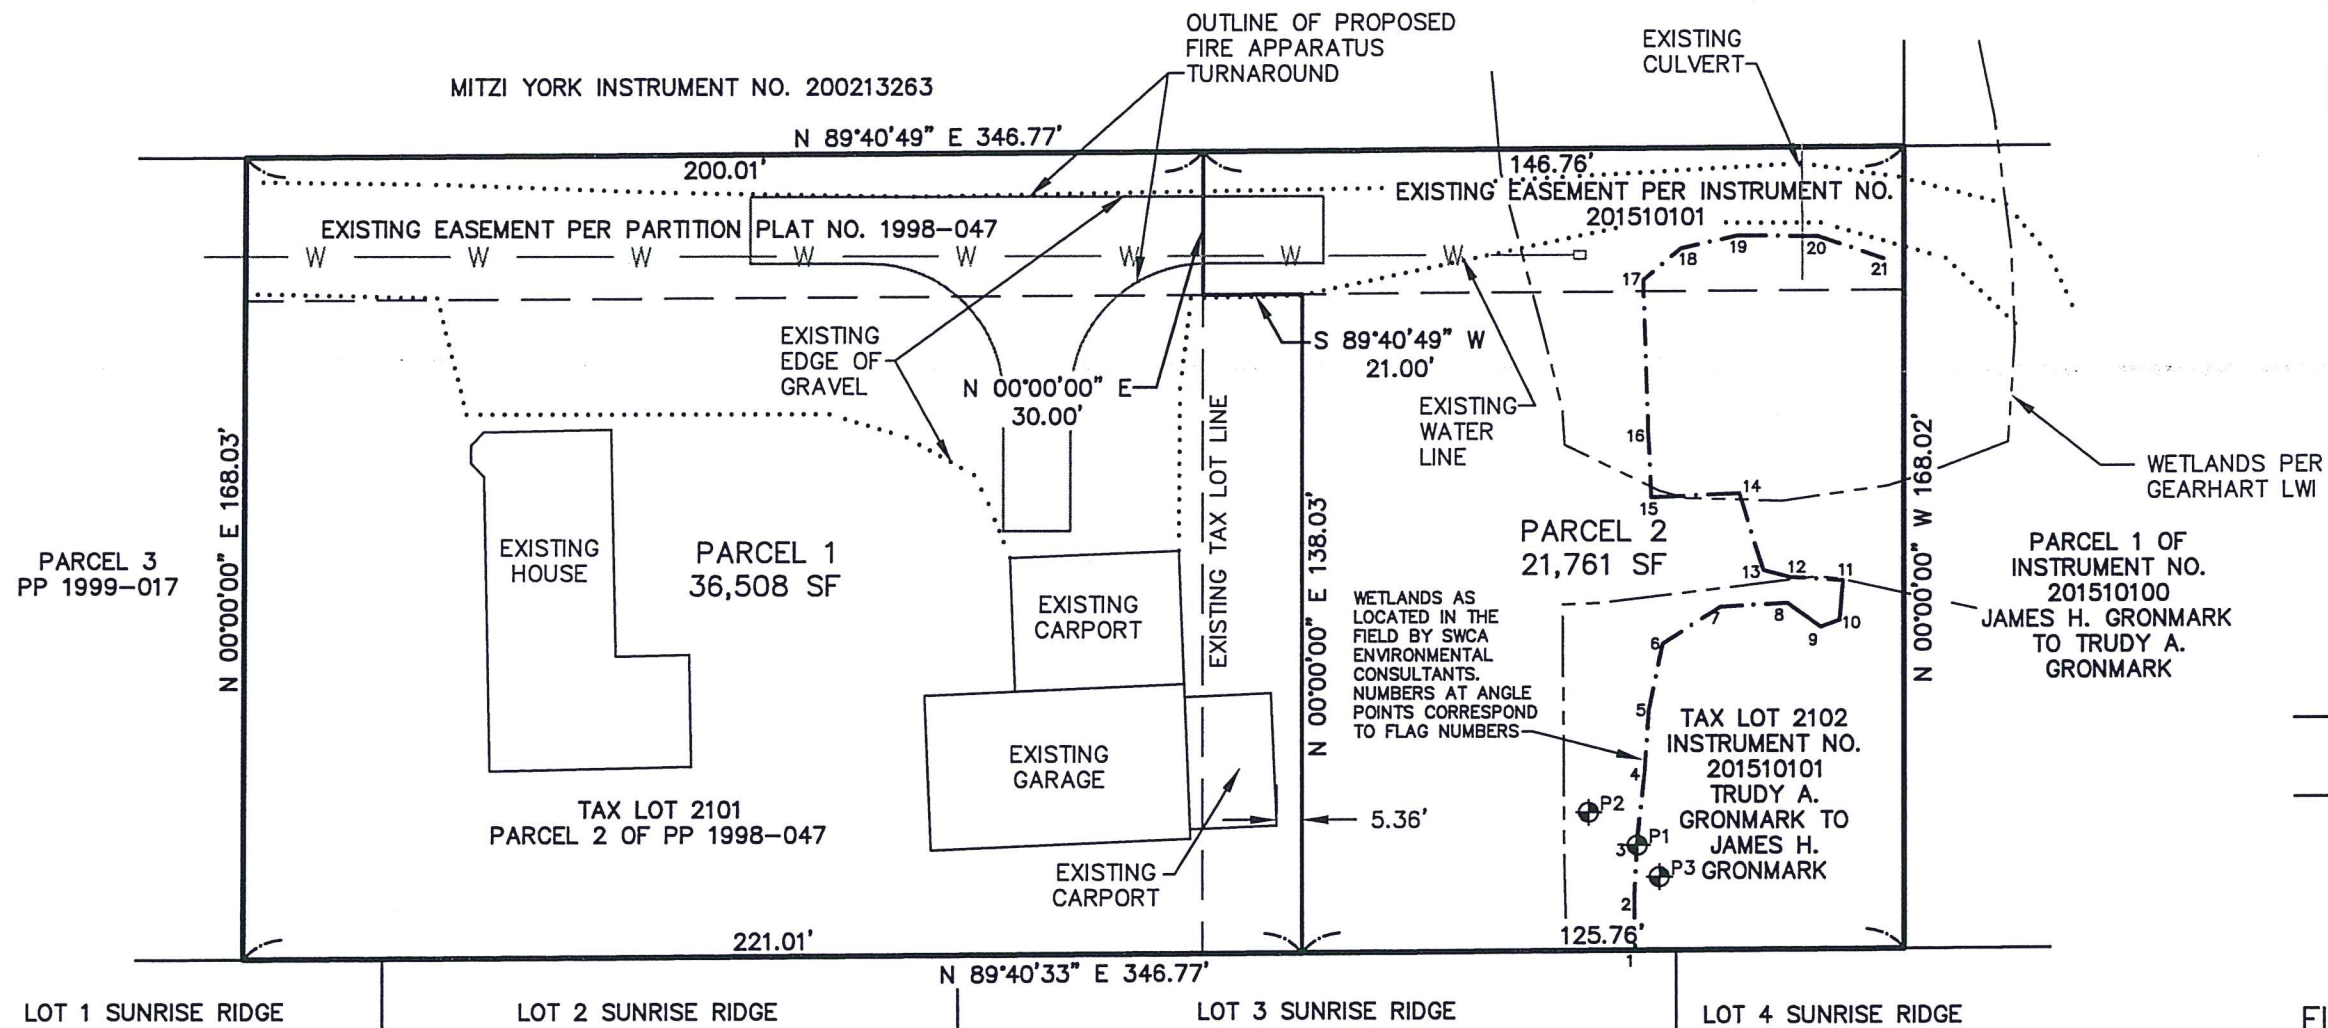 OUTLINE OF PROPOSED
FIRE APPARATUS
TURNAROUND
EXISTING
CULVERT
MITZI YORK INSTRUMENT NO. 200213263
N 89°40'49" E 346.77'
200.01'
146.76'
EXISTING EASEMENT PER INSTRUMENT NO.
201510101
EXISTING EASEMENT PER PARTITION PLAT NO. 1998-047
W W W W W W W W
17
18
19
20
21
EXISTING
EDGE OF
GRAVEL
N 00°00'00" E
30.00'
S 89°40'49" W
21.00'
EXISTING
WATER
LINE
16
15
14
WETLANDS PER
GEARHART LWI
N 00°00'00" E 168.03'
EXISTING TAX LOT LINE
N 00°00'00" E 138.03'
N 00°00'00" W 168.02'
PARCEL 3
PP 1999-017
EXISTING
HOUSE
PARCEL 1
36,508 SF
EXISTING
CARPORT
PARCEL 2
21,761 SF
13
12
11
10
9
8
7
6
5
4
3
2
1
PARCEL 1 OF
INSTRUMENT NO.
201510100
JAMES H. GRONMARK
TO TRUDY A.
GRONMARK
WETLANDS AS
LOCATED IN THE
FIELD BY SWCA
ENVIRONMENTAL
CONSULTANTS.
NUMBERS AT ANGLE
POINTS CORRESPOND
TO FLAG NUMBERS
TAX LOT 2102
INSTRUMENT NO.
201510101
TRUDY A.
GRONMARK TO
JAMES H.
GRONMARK
EXISTING
GARAGE
TAX LOT 2101
PARCEL 2 OF PP 1998-047
5.36'
P2
P1
P3
EXISTING
CARPORT
221.01'
125.76'
N 89°40'33" E 346.77'
LOT 1 SUNRISE RIDGE
LOT 2 SUNRISE RIDGE
LOT 3 SUNRISE RIDGE
LOT 4 SUNRISE RIDGE